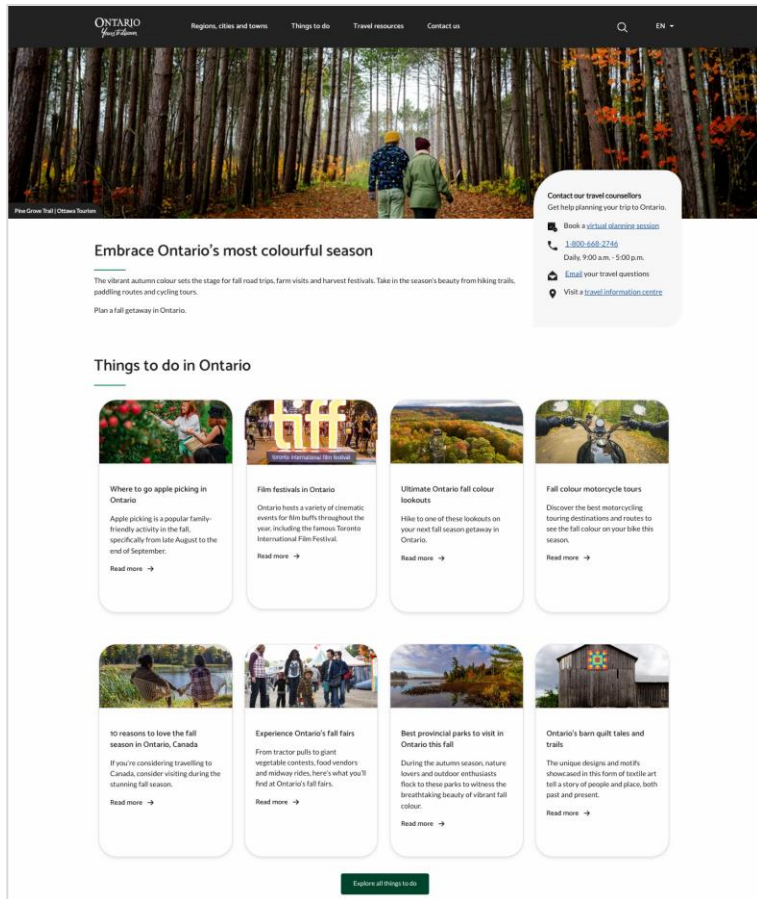 ONTARIO
Yours to discover
Regions, cities and towns
Things to do
Travel resources
Contact us
EN
Pine Grove Trail | Ottawa Tourism
Contact our travel counsellors
Get help planning your trip to Ontario.
Book a virtual planning session
1-800-668-2746
Daily, 9:00 a.m. - 5:00 p.m.
Email your travel questions
Visit a travel information centre
Embrace Ontario's most colourful season
The vibrant autumn colour sets the stage for fall road trips, farm visits and harvest festivals. Take in the season's beauty from hiking trails,
paddling routes and cycling tours.
Plan a fall getaway in Ontario.
Things to do in Ontario
Where to go apple picking in
Ontario
Apple picking is a popular family-
friendly activity in the fall,
specifically from late August to the
end of September.
Read more →
tiff
toronto international film festival
Film festivals in Ontario
Ontario hosts a variety of cinematic
events for film buffs throughout the
year, including the famous Toronto
International Film Festival.
Read more →
Ultimate Ontario fall colour
lookouts
Hike to one of these lookouts on
your next fall season getaway in
Ontario.
Read more →
Fall colour motorcycle tours
Discover the best motorcycling
touring destinations and routes to
see the fall colour on your bike this
season.
Read more →
10 reasons to love the fall
season in Ontario, Canada
If you're considering travelling to
Canada, consider visiting during the
stunning fall season.
Read more →
Experience Ontario's fall fairs
From tractor pulls to giant
vegetable contests, food vendors
and midway rides, here's what you'll
find at Ontario's fall fairs.
Read more →
Best provincial parks to visit in
Ontario this fall
During the autumn season, nature
lovers and outdoor enthusiasts
flock to these parks to witness the
breathtaking beauty of vibrant fall
colour.
Read more →
Ontario's barn quilt tales and
trails
The unique designs and motifs
showcased in this form of textile art
tell a story of people and place, both
past and present.
Read more →
Explore all things to do